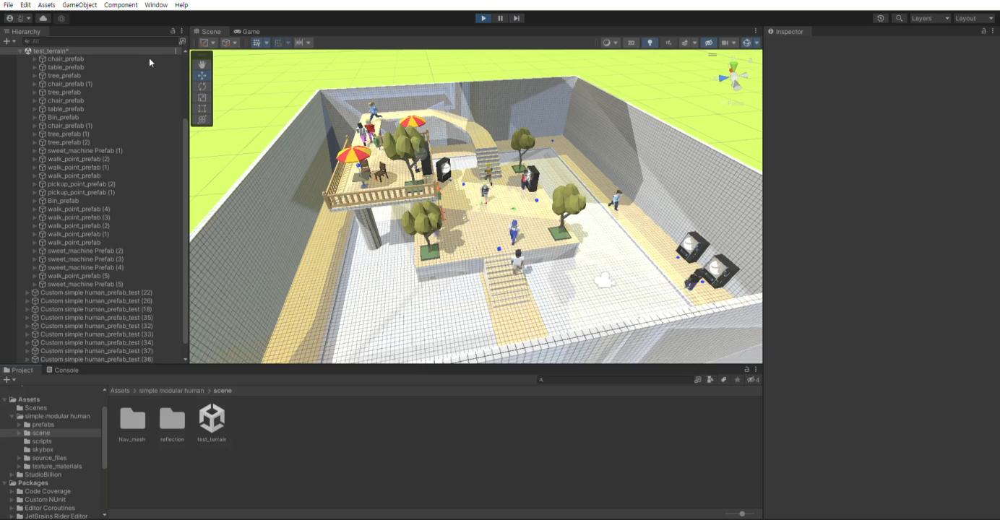 File Edit Assets GameObject Component Window Help
Layers Layout
Hierarchy
Scene Game
Inspector
All
2D
test_terrain*
chair_prefab
table_prefab
tree_prefab
chair_prefab (1)
tree_prefab
chair_prefab
table_prefab
Bin_prefab
chair_prefab (1)
tree_prefab (1)
tree_prefab (2)
sweet_machine Prefab (1)
walk_point_prefab (2)
walk_point_prefab (1)
walk_point_prefab
pickup_point_prefab (2)
pickup_point_prefab (1)
Bin_prefab
walk_point_prefab (4)
walk_point_prefab (3)
walk_point_prefab (2)
walk_point_prefab (1)
walk_point_prefab
sweet_machine Prefab (2)
sweet_machine Prefab (3)
sweet_machine Prefab (4)
walk_point_prefab (5)
sweet_machine Prefab (5)
Custom simple human_prefab_test (22)
Custom simple human_prefab_test (26)
Custom simple human_prefab_test (18)
Custom simple human_prefab_test (35)
Custom simple human_prefab_test (32)
Custom simple human_prefab_test (33)
Custom simple human_prefab_test (34)
Custom simple human_prefab_test (37)
Custom simple human_prefab_test (36)
Persp
Project Console
4
Assets
Scenes
simple modular human
prefabs
scene
scripts
skybox
source_files
texture_materials
StudioBillion
Packages
Code Coverage
Custom NUnit
Editor Coroutines
JetBrains Rider Editor
Assets > simple modular human > scene
Nav_mesh reflection test_terrain